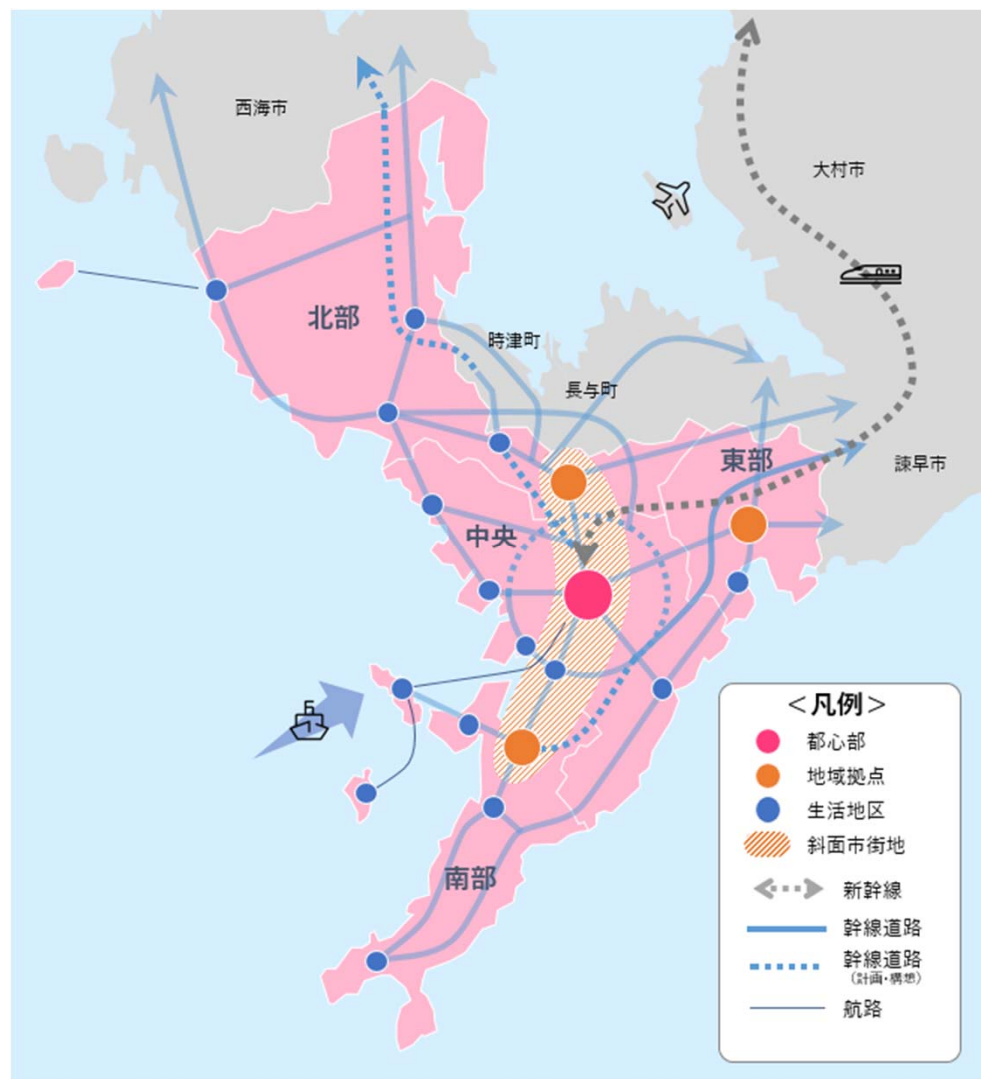 西海市
大村市
北部
時津町
長与町
東部
諫早市
中央
南部
<凡例>
都心部
地域拠点
生活地区
斜面市街地
新幹線
幹線道路
幹線道路
(計画・構想)
航路